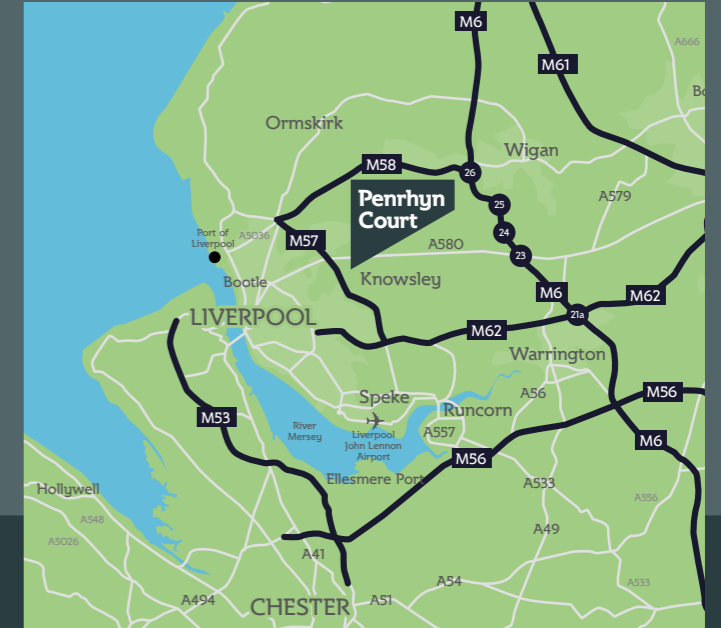 M6
A666
M61
Ormskirk
Wigan
M58
26
Penrhyn
Court
25
A579
Port of
Liverpool
A5036
M57
24
A580
23
Bootle
Knowsley
M6
M62
LIVERPOOL
21a
M62
Warrington
Speke
A56
M56
M53
Runcorn
River
Mersey
Liverpool
John Lennon
Airport
A557
M6
M56
Ellesmere Port
A533
Hollywell
A556
A548
A49
A5026
A41
A54
A533
A494
CHESTER
A51